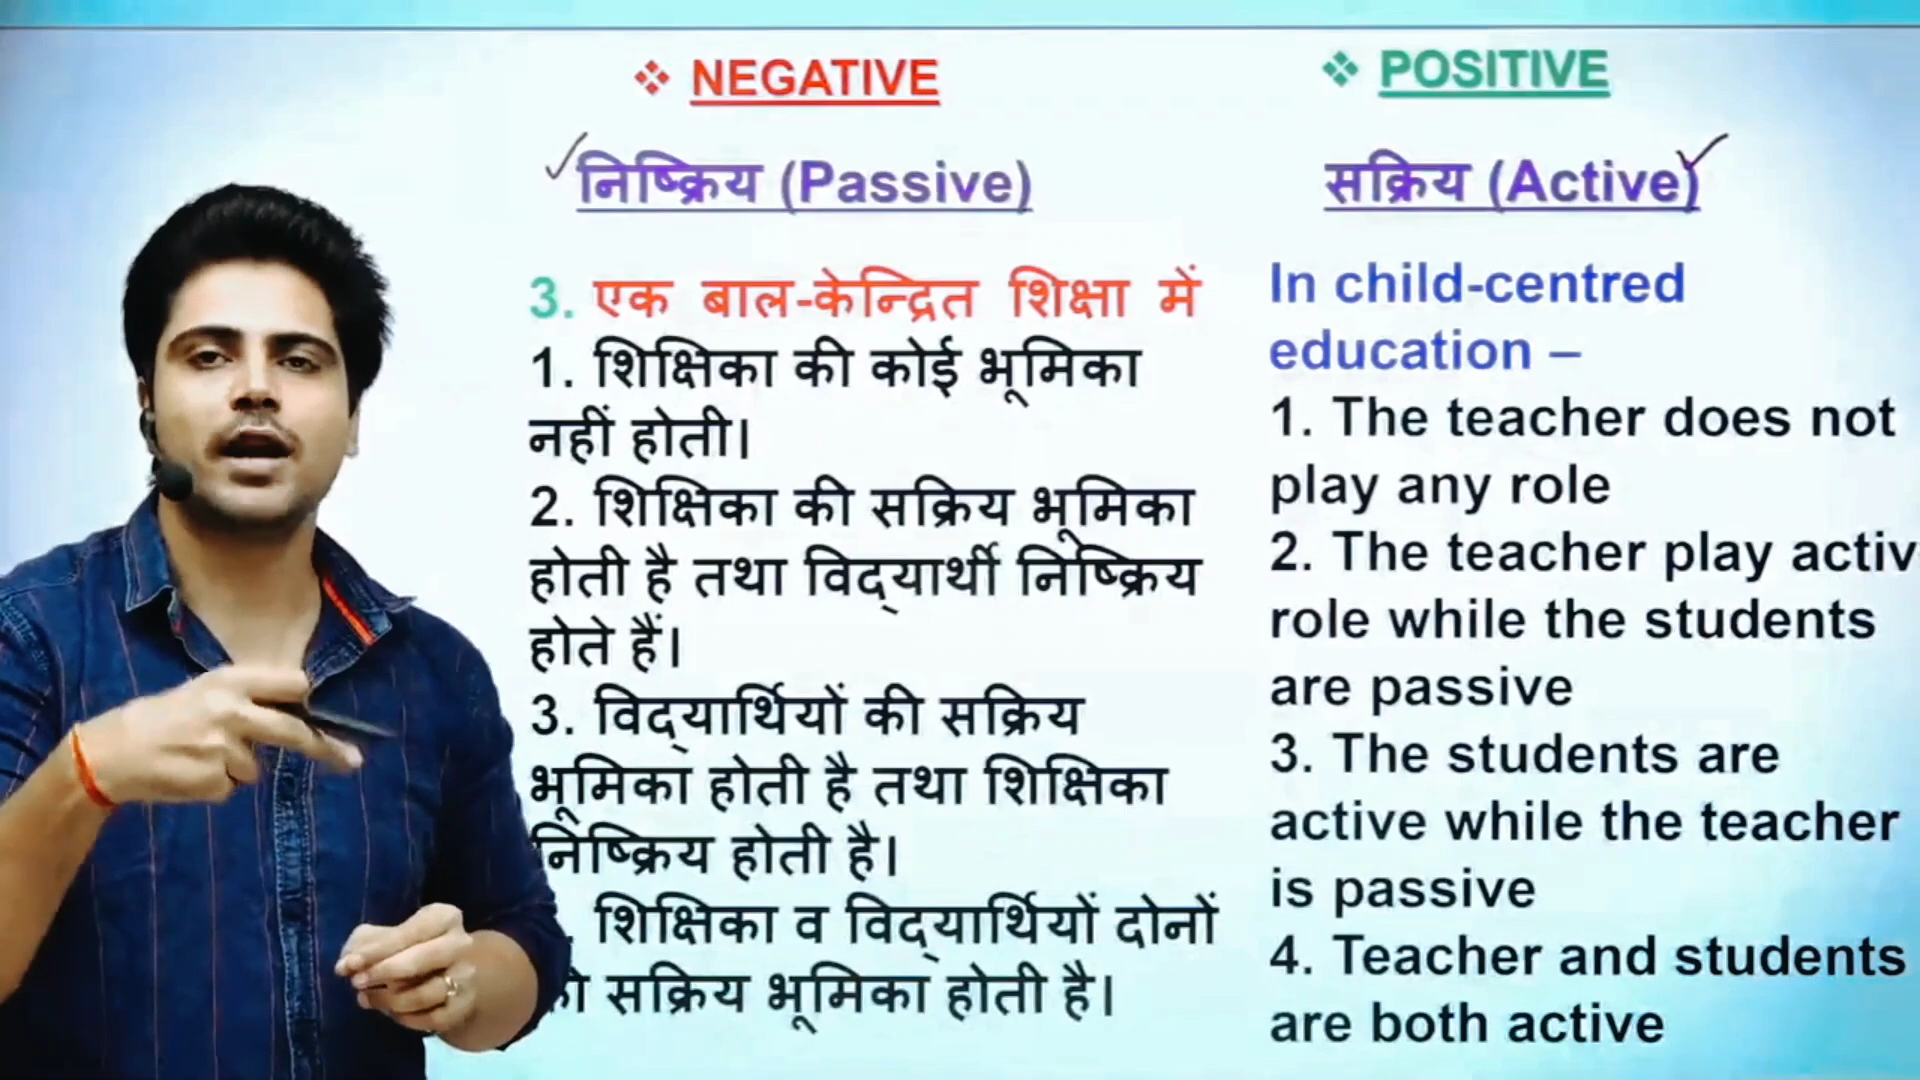 ❖ NEGATIVE
❖ POSITIVE
निष्क्रिय (Passive)
सक्रिय (Active)
3. एक बाल-केन्द्रित शिक्षा में
1. शिक्षिका की कोई भूमिका
नहीं होती।
2. शिक्षिका की सक्रिय भूमिका
होती है तथा विद्यार्थी निष्क्रिय
होते हैं।
3. विद्यार्थियों की सक्रिय
भूमिका होती है तथा शिक्षिका
निष्क्रिय होती है।
. शिक्षिका व विद्यार्थियों दोनों
सक्रिय भूमिका होती है।
In child-centred
education –
1. The teacher does not
play any role
2. The teacher play activ
role while the students
are passive
3. The students are
active while the teacher
is passive
4. Teacher and students
are both active